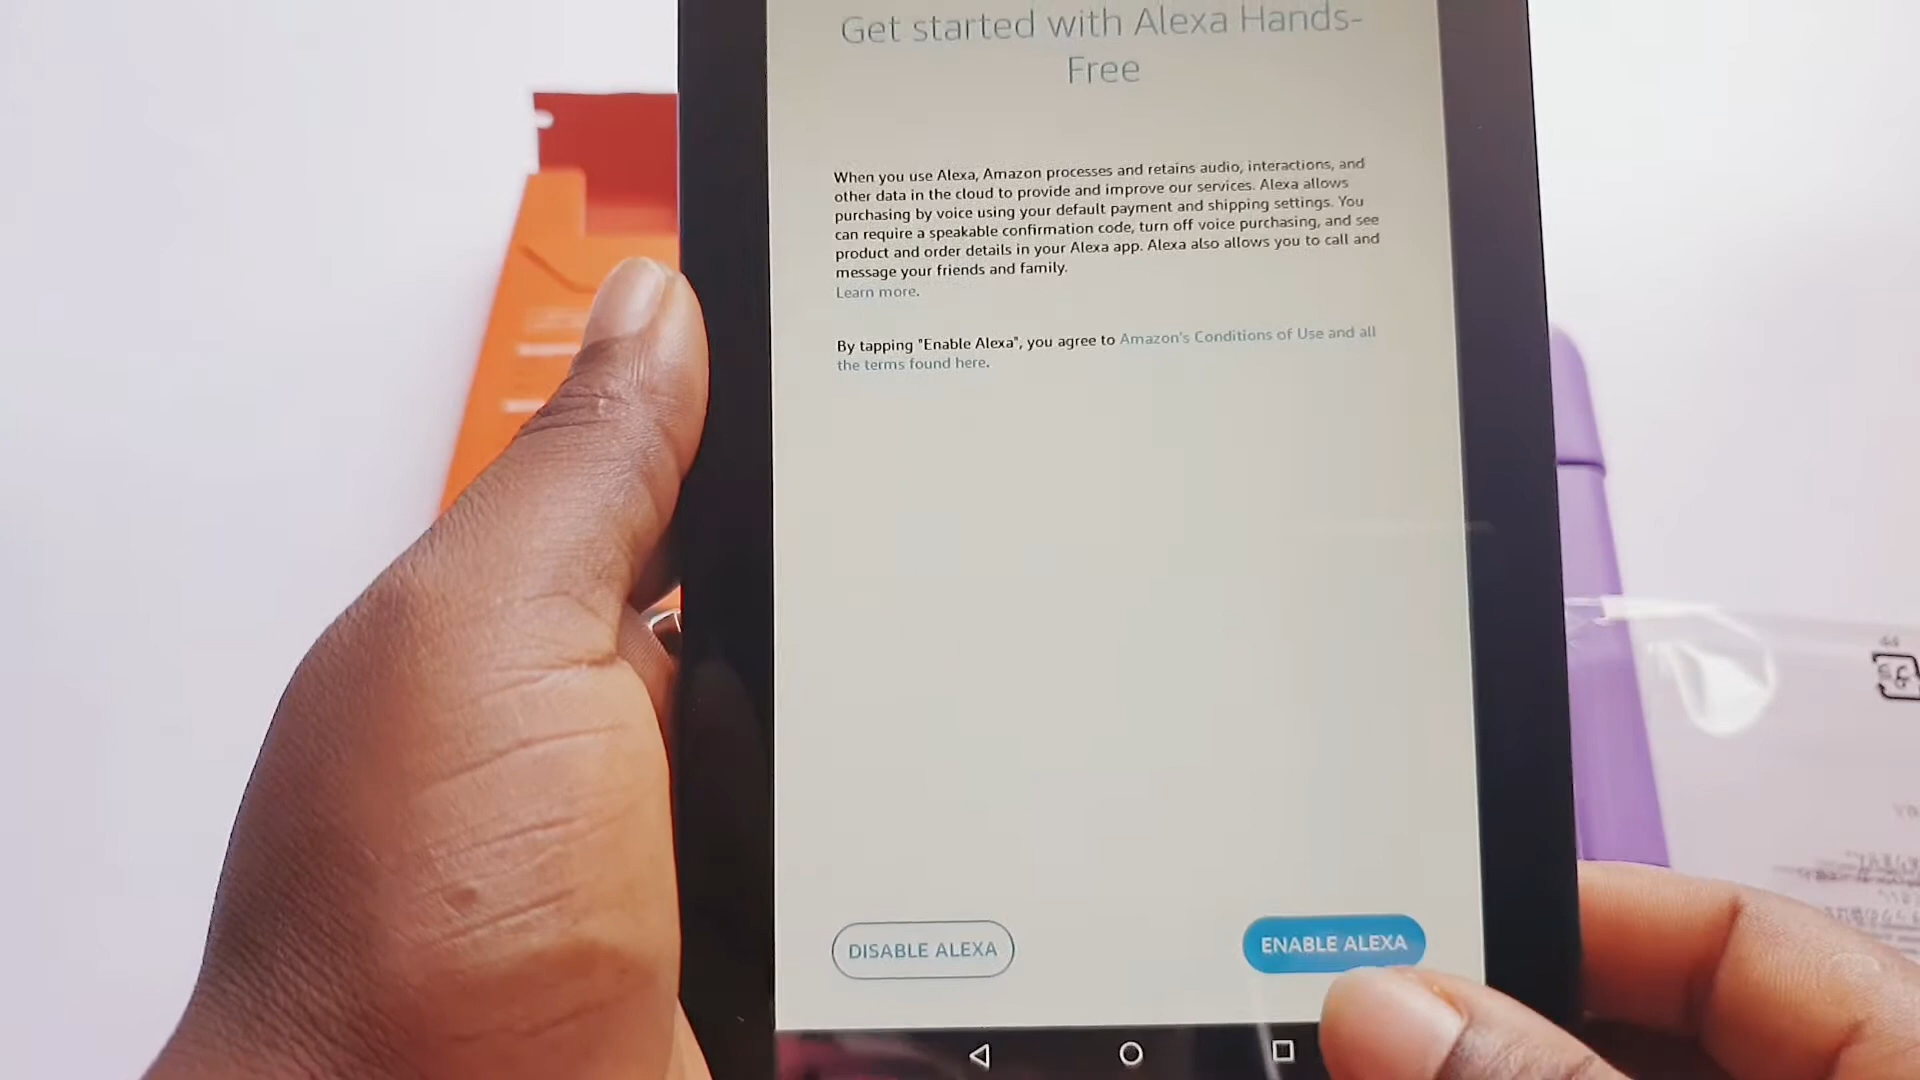 Get started with Alexa Hands-
Free
When you use Alexa, Amazon processes and retains audio, interactions, and
other data in the cloud to provide and improve our services. Alexa allows
purchasing by voice using your default payment and shipping settings. You
can require a speakable confirmation code, turn off voice purchasing, and see
product and order details in your Alexa app. Alexa also allows you to call and
message your friends and family.
Learn more.
By tapping "Enable Alexa", you agree to Amazon's Conditions of Use and all
the terms found here.
DISABLE ALEXA
ENABLE ALEXA